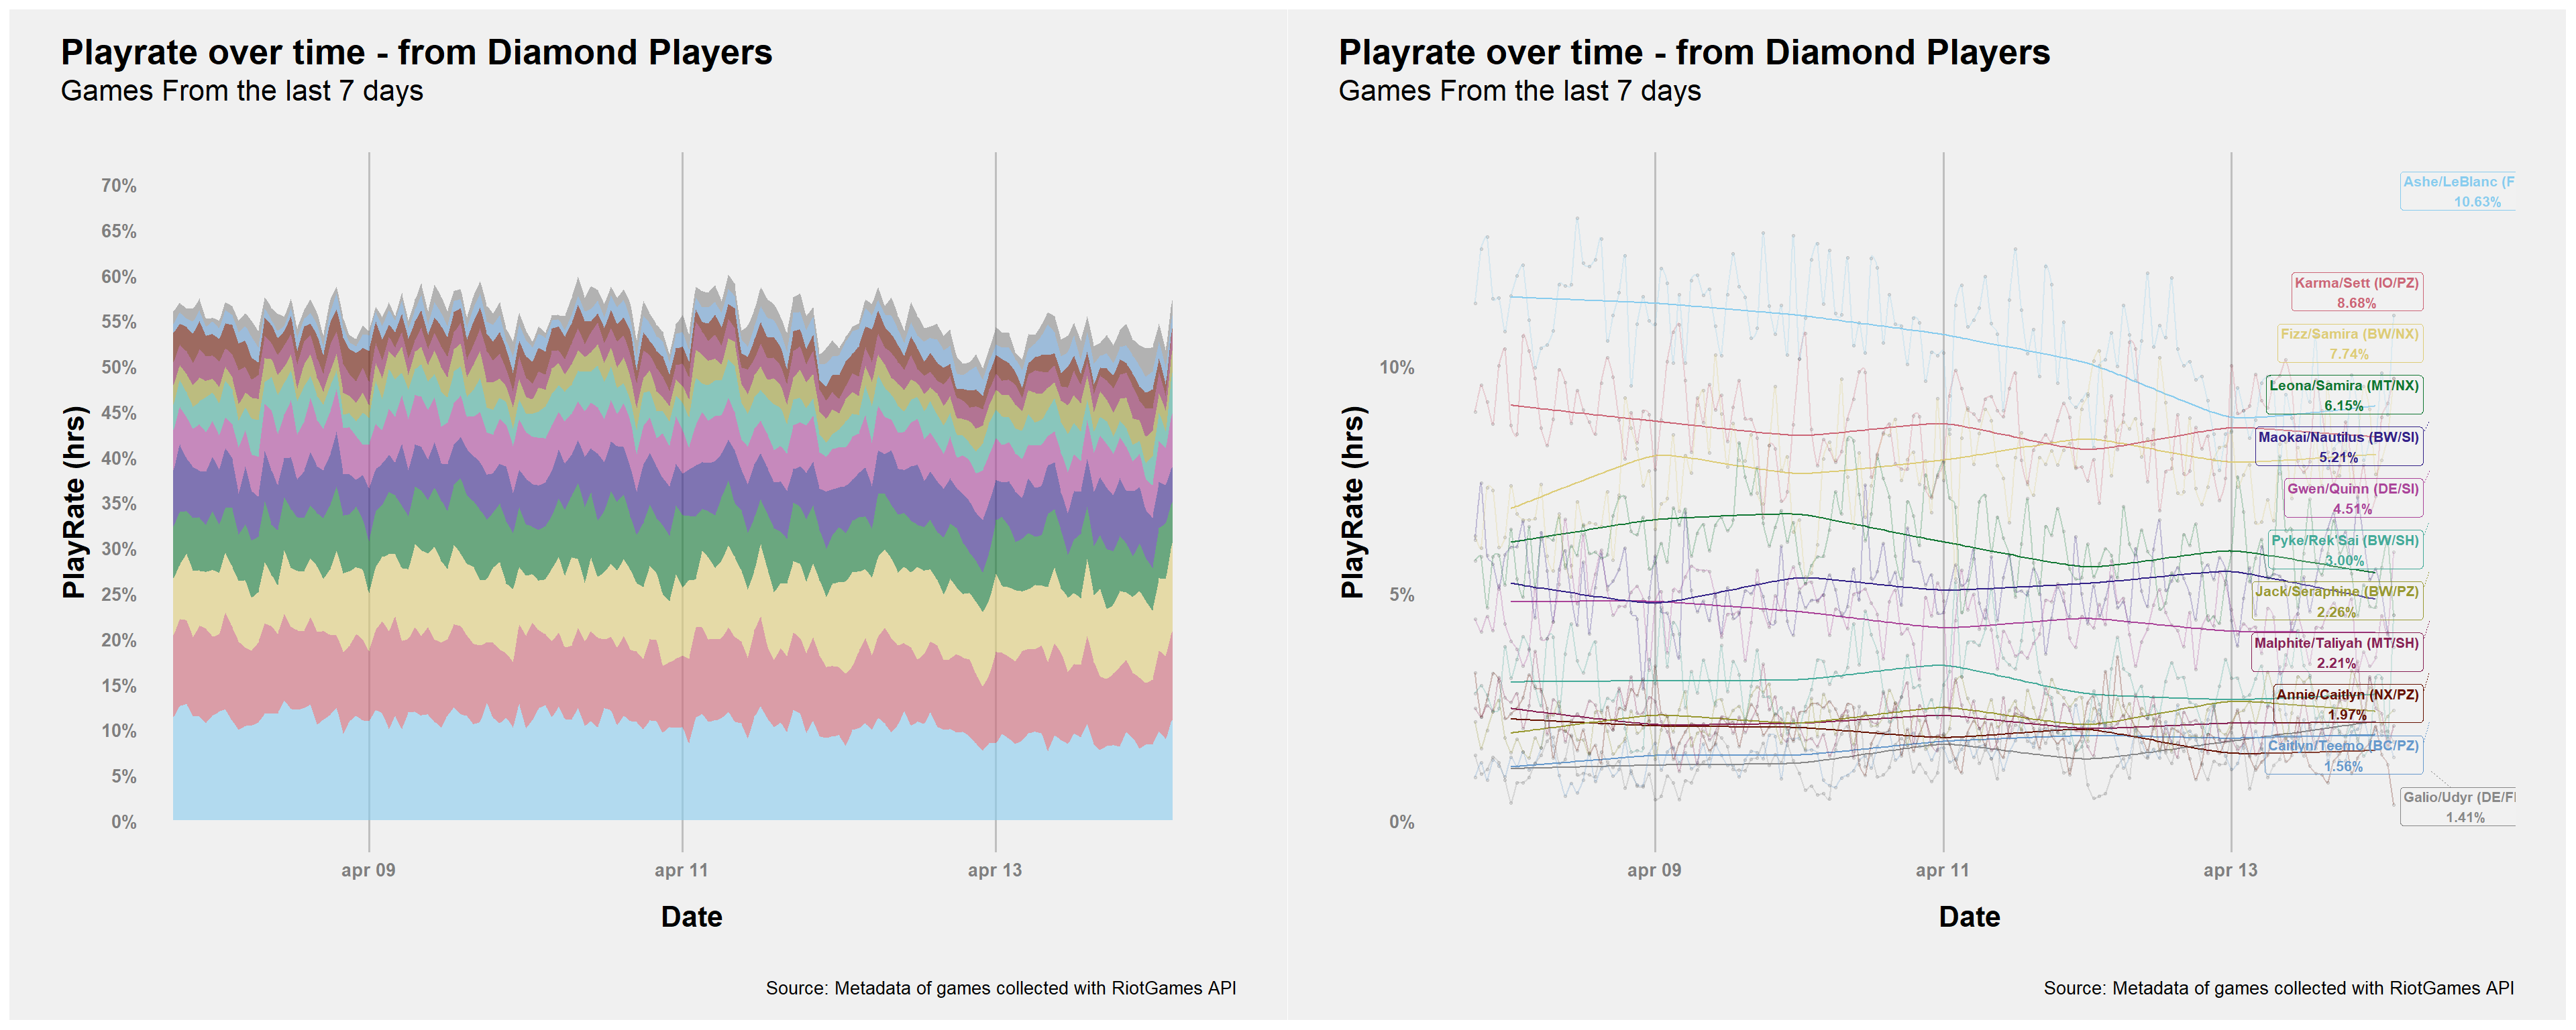 Playrate over time - from Diamond Players
Games From the last 7 days
PlayRate (hrs)
70%
65%
60%
55%
50%
45%
40%
35%
30%
25%
20%
15%
10%
5%
0%
apr 09
apr 11
apr 13
Date
Source: Metadata of games collected with RiotGames API
Playrate over time - from Diamond Players
Games From the last 7 days
PlayRate (hrs)
10%
5%
0%
Ashe/LeBlanc (F
10.63%
Karma/Sett (IO/PZ)
8.68%
Fizz/Samira (BW/NX)
7.74%
Leona/Samira (MT/NX)
6.15%
Maokai/Nautilus (BW/SI)
5.21%
Gwen/Quinn (DE/SI)
4.51%
Pyke/Rek'Sai (BW/SH)
3.00%
Jack/Seraphine (BW/PZ)
2.26%
Malphite/Taliyah (MT/SH)
2.21%
Annie/Caitlyn (NX/PZ)
1.97%
Caitlyn/Teemo (BC/PZ)
1.56%
Galio/Udyr (DE/F
1.41%
apr 09
apr 11
apr 13
Date
Source: Metadata of games collected with RiotGames API